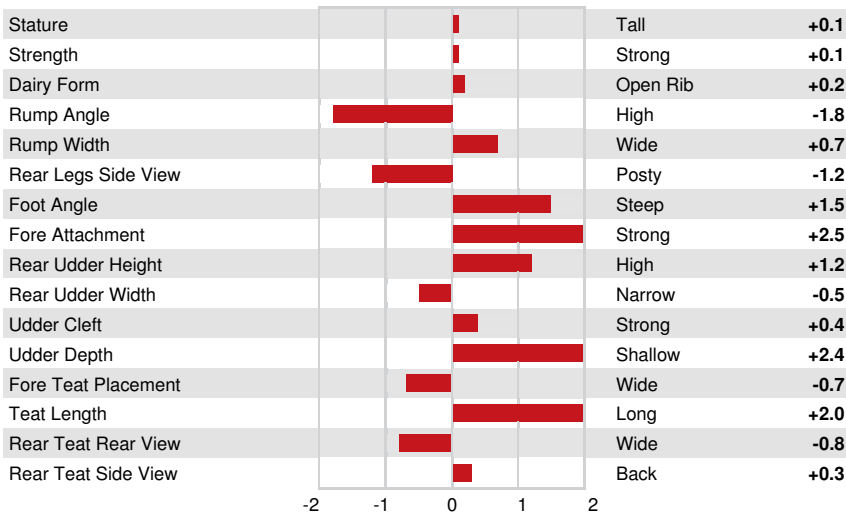 Stature Tall +0.1
Strength Strong +0.1
Dairy Form Open Rib +0.2
Rump Angle High -1.8
Rump Width Wide +0.7
Rear Legs Side View Posty -1.2
Foot Angle Steep +1.5
Fore Attachment Strong +2.5
Rear Udder Height High +1.2
Rear Udder Width Narrow -0.5
Udder Cleft Strong +0.4
Udder Depth Shallow +2.4
Fore Teat Placement Wide -0.7
Teat Length Long +2.0
Rear Teat Rear View Wide -0.8
Rear Teat Side View Back +0.3
-2 -1 0 1 2